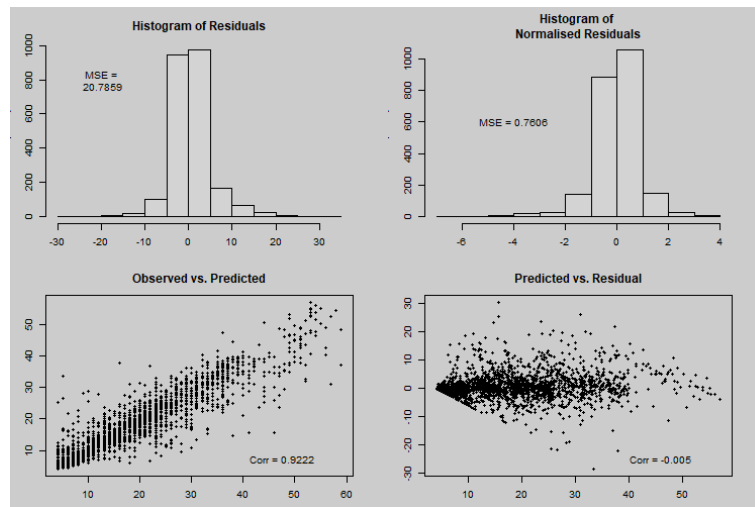 Histogram of Residuals
MSE =
20.7859
0 200 400 600 800 1000
-30 -20 -10 0 10 20 30
Histogram of
Normalised Residuals
MSE = 0.7606
0 200 400 600 800 1000
-6 -4 -2 0 2 4
Observed vs. Predicted
10 20 30 40 50
Corr = 0.9222
10 20 30 40 50 60
Predicted vs. Residual
-30 -20 -10 0 10 20 30
Corr = -0.005
10 20 30 40 50